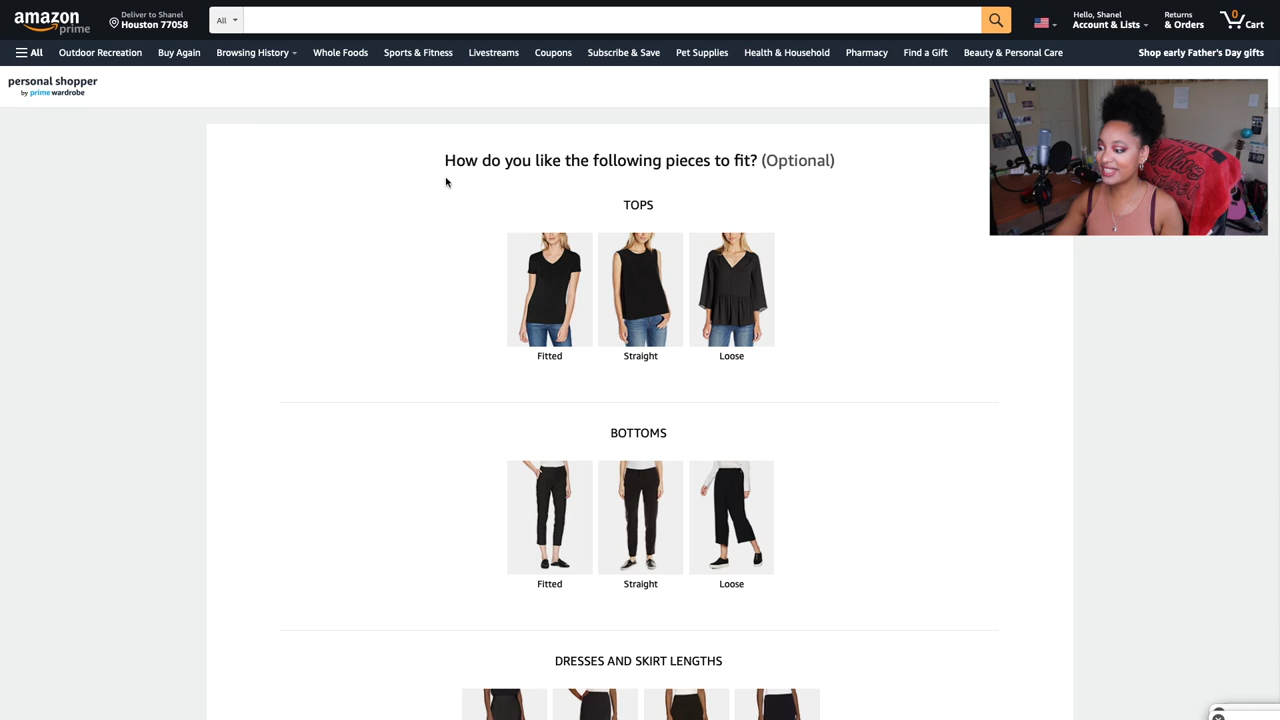 amazon
prime
Deliver to Shanel
Houston 77058
All
Hello, Shanel
Account & Lists
Returns
& Orders
0
Cart
All
Outdoor Recreation
Buy Again
Browsing History
Whole Foods
Sports & Fitness
Livestreams
Coupons
Subscribe & Save
Pet Supplies
Health & Household
Pharmacy
Find a Gift
Beauty & Personal Care
Shop early Father's Day gifts
personal shopper
by prime wardrobe
How do you like the following pieces to fit? (Optional)
TOPS
Fitted
Straight
Loose
BOTTOMS
Fitted
Straight
Loose
DRESSES AND SKIRT LENGTHS